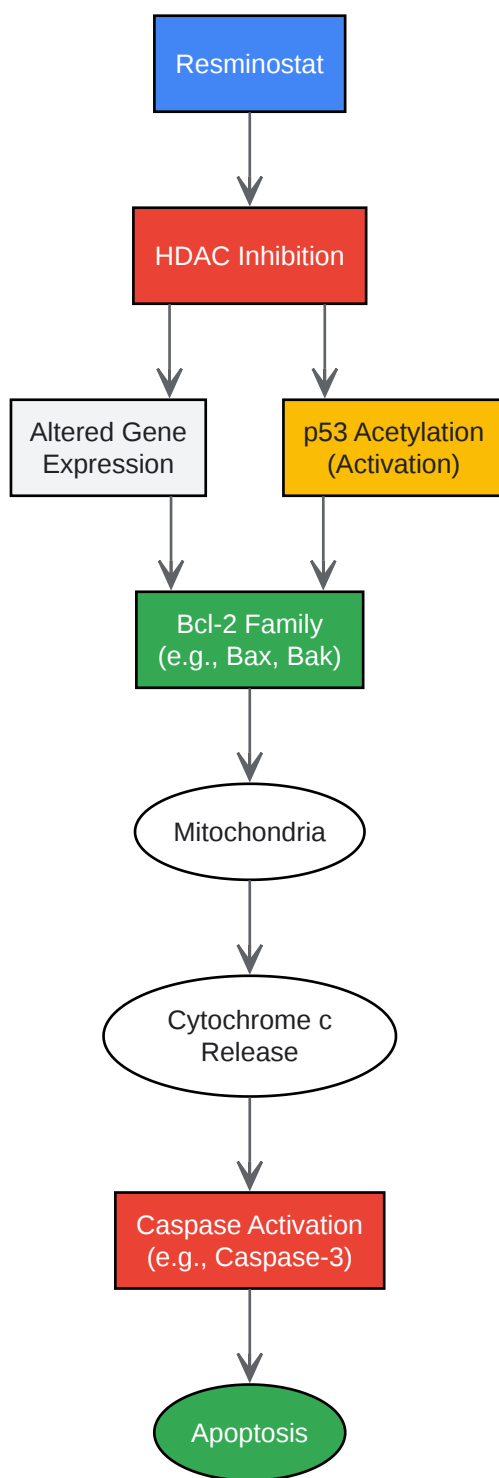 Resminostat
HDAC Inhibition
Altered Gene
Expression
p53 Acetylation
(Activation)
Bcl-2 Family
(e.g., Bax, Bak)
Mitochondria
Cytochrome c
Release
Caspase Activation
(e.g., Caspase-3)
Apoptosis